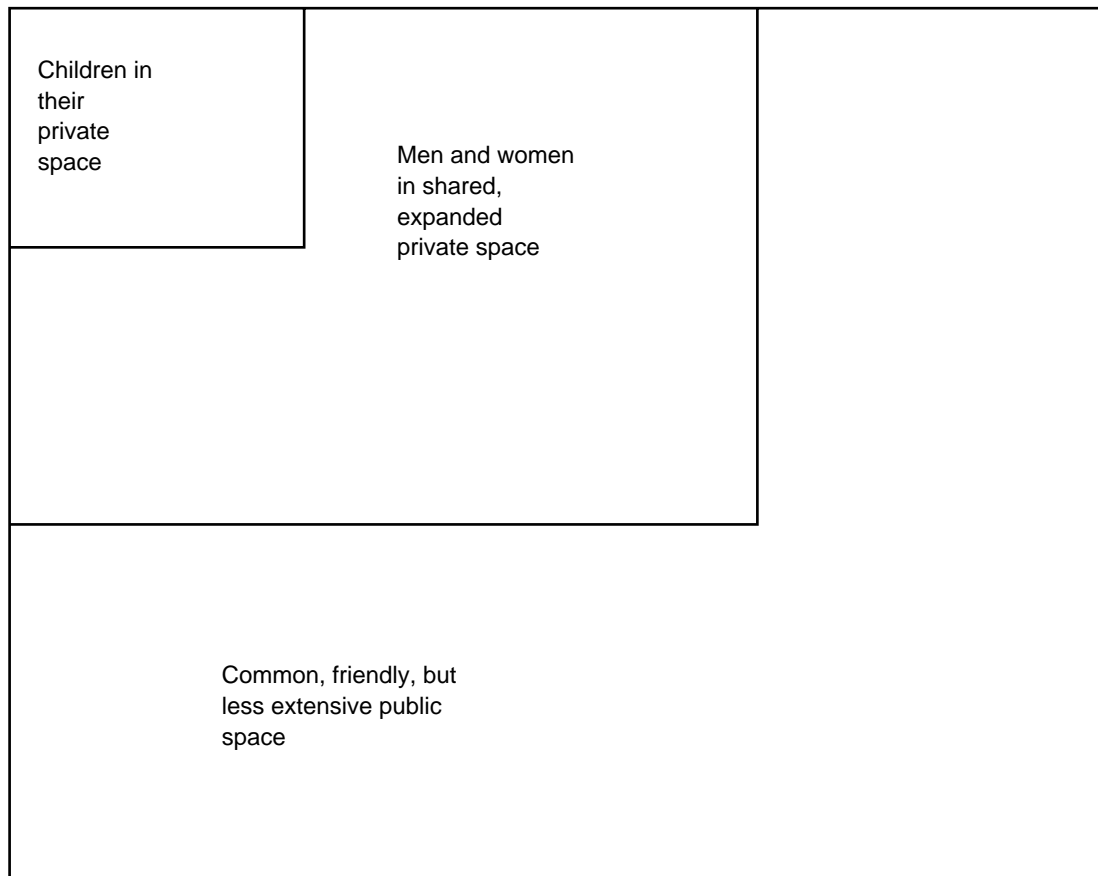 Children in
their
private
space
Men and women
in shared,
expanded
private space
Common, friendly, but
less extensive public
space